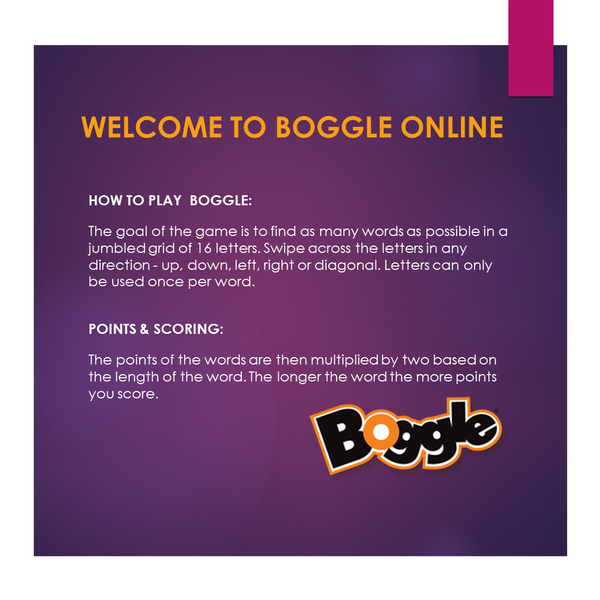 WELCOME TO BOGGLE ONLINE
HOW TO PLAY  BOGGLE:
The goal of the game is to find as many words as possible in a
jumbled grid of 16 letters. Swipe across the letters in any
direction - up, down, left, right or diagonal. Letters can only
be used once per word.
POINTS & SCORING:
The points of the words are then multiplied by two based on
the length of the word. The longer the word the more points
you score.
Boggle